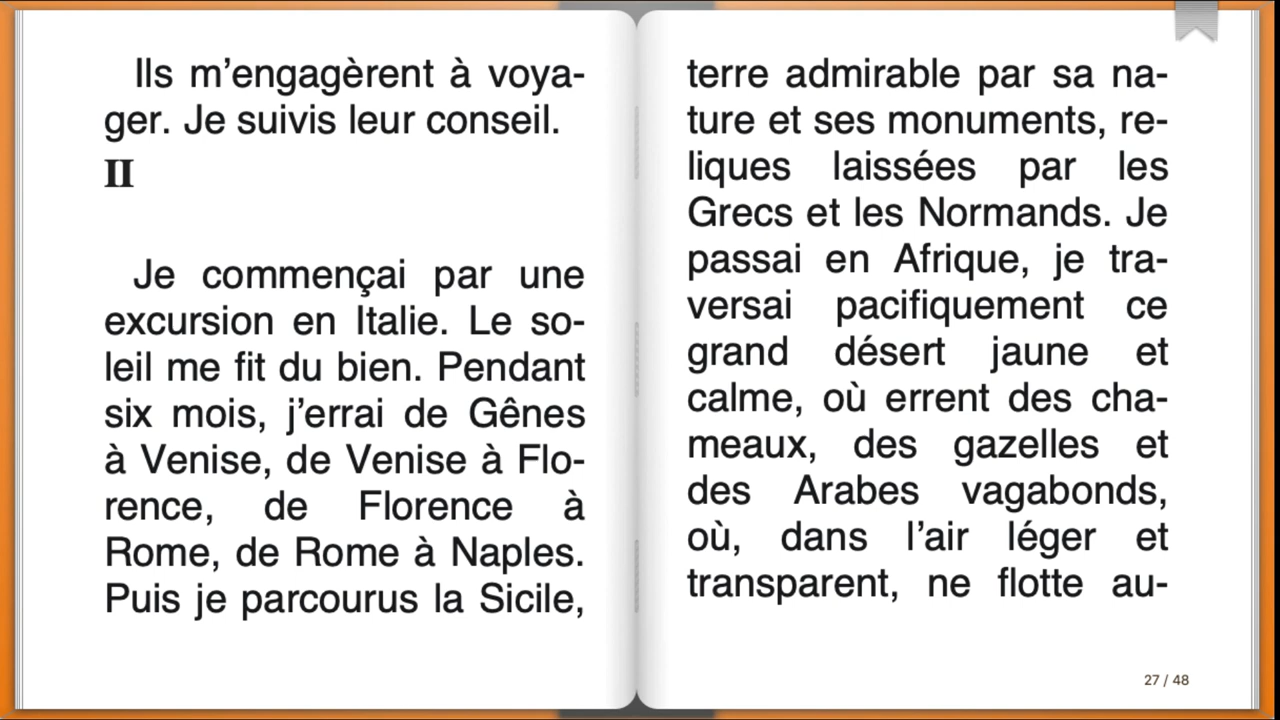 Ils m’engagèrent à voya-
ger. Je suivis leur conseil.
II
Je commençai par une
excursion en Italie. Le so-
leil me fit du bien. Pendant
six mois, j’errai de Gênes
à Venise, de Venise à Flo-
rence, de Florence à
Rome, de Rome à Naples.
Puis je parcourus la Sicile,
terre admirable par sa na-
ture et ses monuments, re-
liques laissées par les
Grecs et les Normands. Je
passai en Afrique, je tra-
versai pacifiquement ce
grand désert jaune et
calme, où errent des cha-
meaux, des gazelles et
des Arabes vagabonds,
où, dans l’air léger et
transparent, ne flotte au-
27 / 48